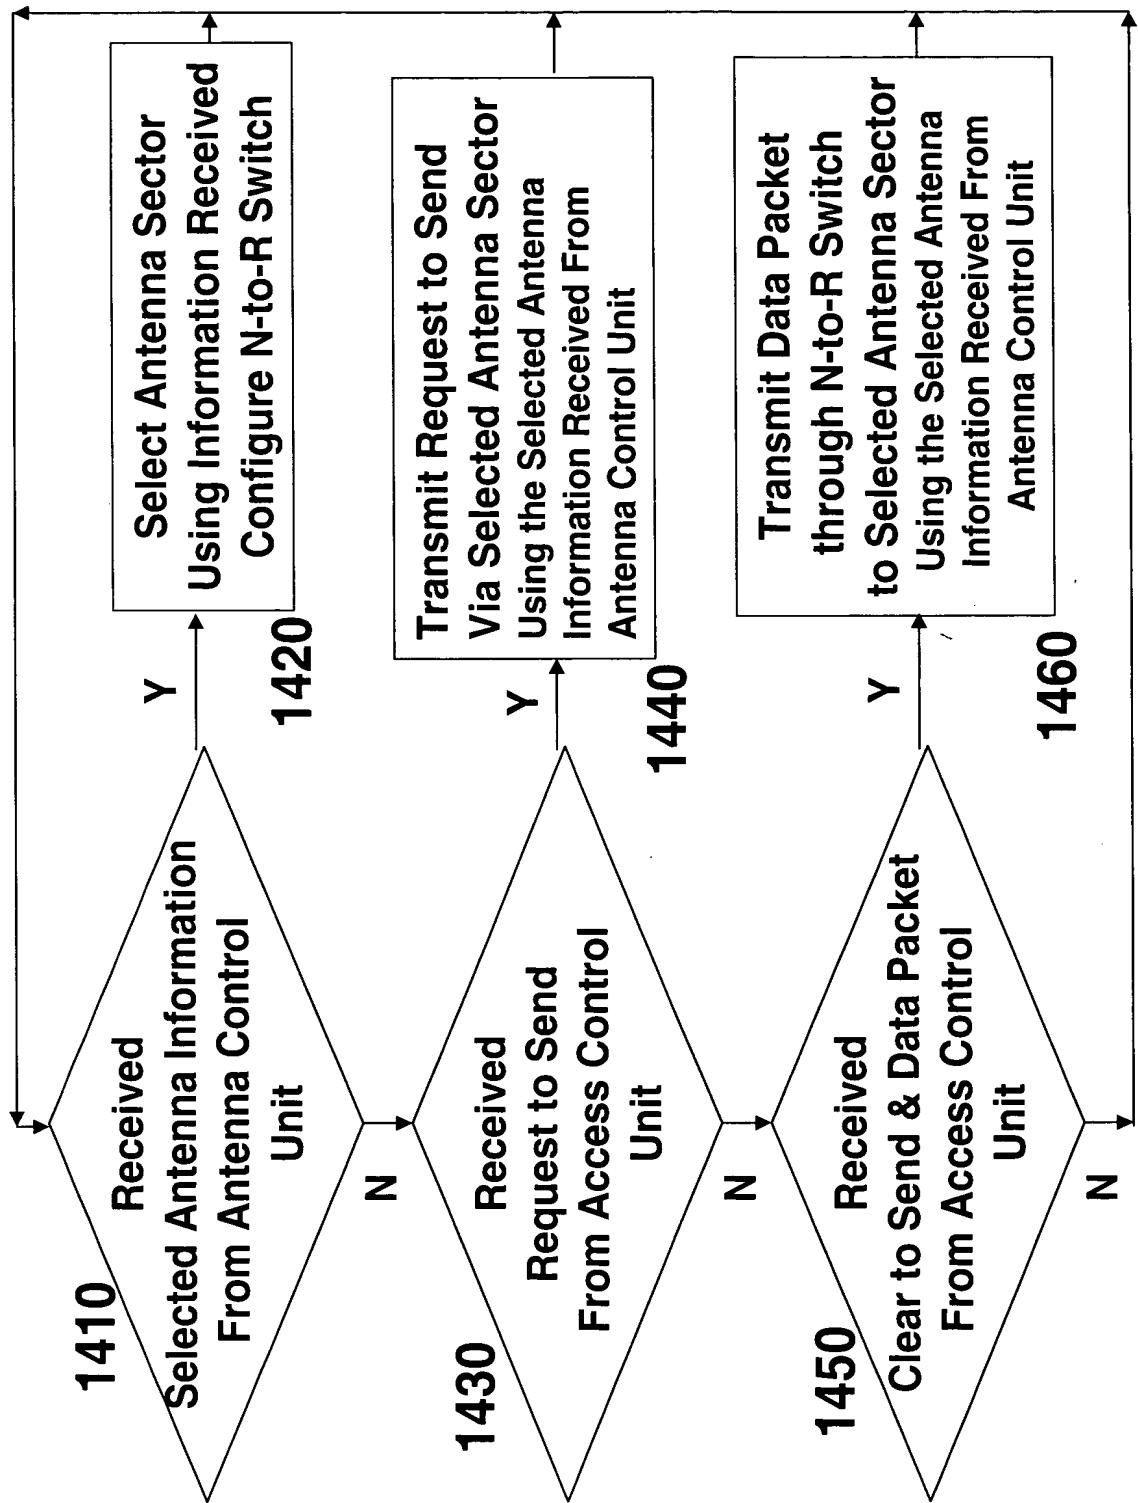 1410
Received
Selected Antenna Information
From Antenna Control
Unit
Y
1420
Select Antenna Sector
Using Information Received
Configure N-to-R Switch
N
1430
Received
Request to Send
From Access Control
Unit
Y
1440
Transmit Request to Send
Via Selected Antenna Sector
Using the Selected Antenna
Information Received From
Antenna Control Unit
N
1450
Received
Clear to Send & Data Packet
From Access Control
Unit
Y
1460
Transmit Data Packet
through N-to-R Switch
to Selected Antenna Sector
Using the Selected Antenna
Information Received From
Antenna Control Unit
N